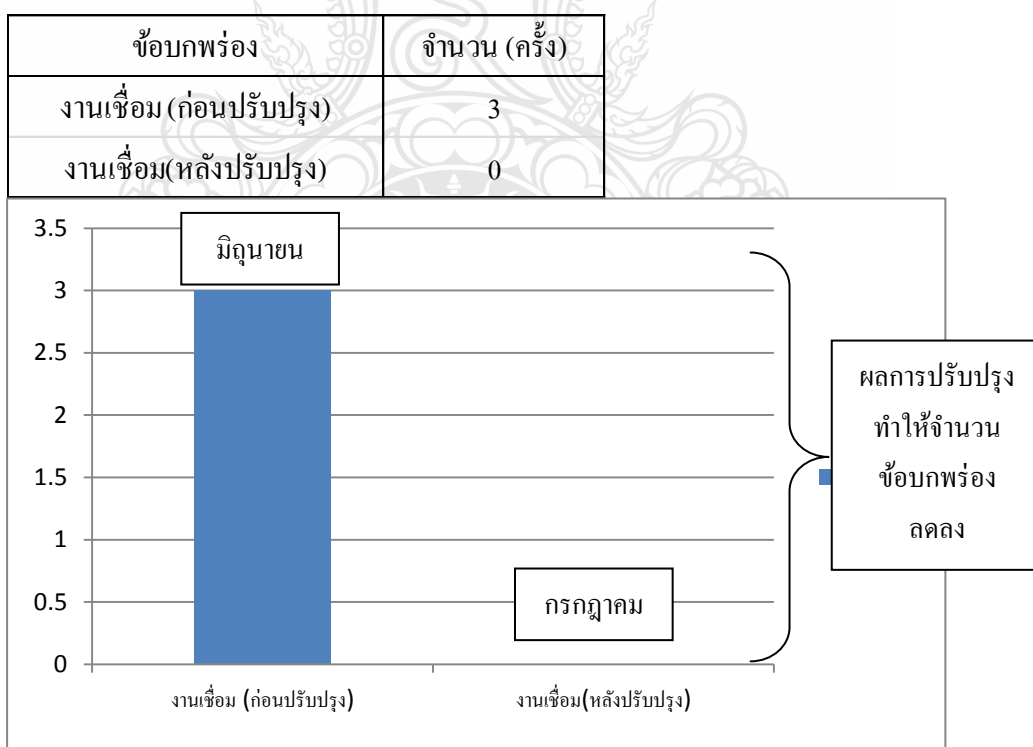 ข้อบกพร่อง จำนวน (ครั้ง)
งานเชื่อม (ก่อนปรับปรุง) 3
งานเชื่อม(หลังปรับปรุง) 0
3.5
มิถุนายน
3
2.5
2
1.5
1
0.5
0
ผลการปรับปรุง
ทำให้จำนวน
ข้อบกพร่อง
ลดลง
กรกฎาคม
งานเชื่อม (ก่อนปรับปรุง) งานเชื่อม(หลังปรับปรุง)